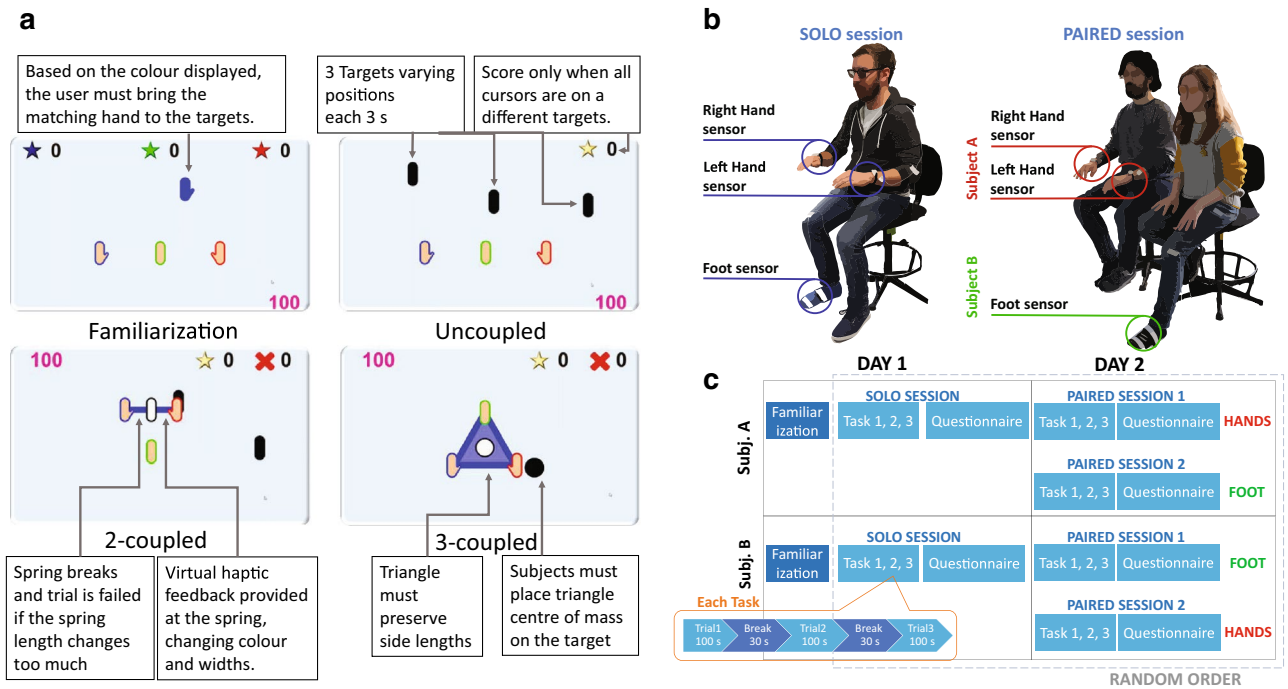 a
Based on the colour displayed,
the user must bring the
matching hand to the targets.
3 Targets varying
positions
each 3 s
Score only when all
cursors are on a
different targets.
0 0 0
0
100
100
Familiarization
Uncoupled
100 0 0
100 0 0
2-coupled
3-coupled
Spring breaks
and trial is failed
if the spring
length changes
too much
Virtual haptic
feedback provided
at the spring,
changing colour
and widths.
Triangle
must
preserve
side lengths
Subjects must
place triangle
centre of mass
on the target
b
SOLO session
PAIRED session
Right Hand
sensor
Left Hand
sensor
Foot sensor
Right Hand
sensor
Left Hand
sensor
Subject A
Subject B
Foot sensor
c
DAY 1
DAY 2
Subj. A
Familiar
ization
SOLO SESSION
Task 1, 2, 3
Questionnaire
PAIRED SESSION 1
Task 1, 2, 3
Questionnaire
HANDS
PAIRED SESSION 2
Task 1, 2, 3
Questionnaire
FOOT
Subj. B
Familiar
ization
SOLO SESSION
Task 1, 2, 3
Questionnaire
PAIRED SESSION 1
Task 1, 2, 3
Questionnaire
FOOT
PAIRED SESSION 2
Task 1, 2, 3
Questionnaire
HANDS
Each Task
Trial1
100 s
Break
30 s
Trial2
100 s
Break
30 s
Trial3
100 s
RANDOM ORDER